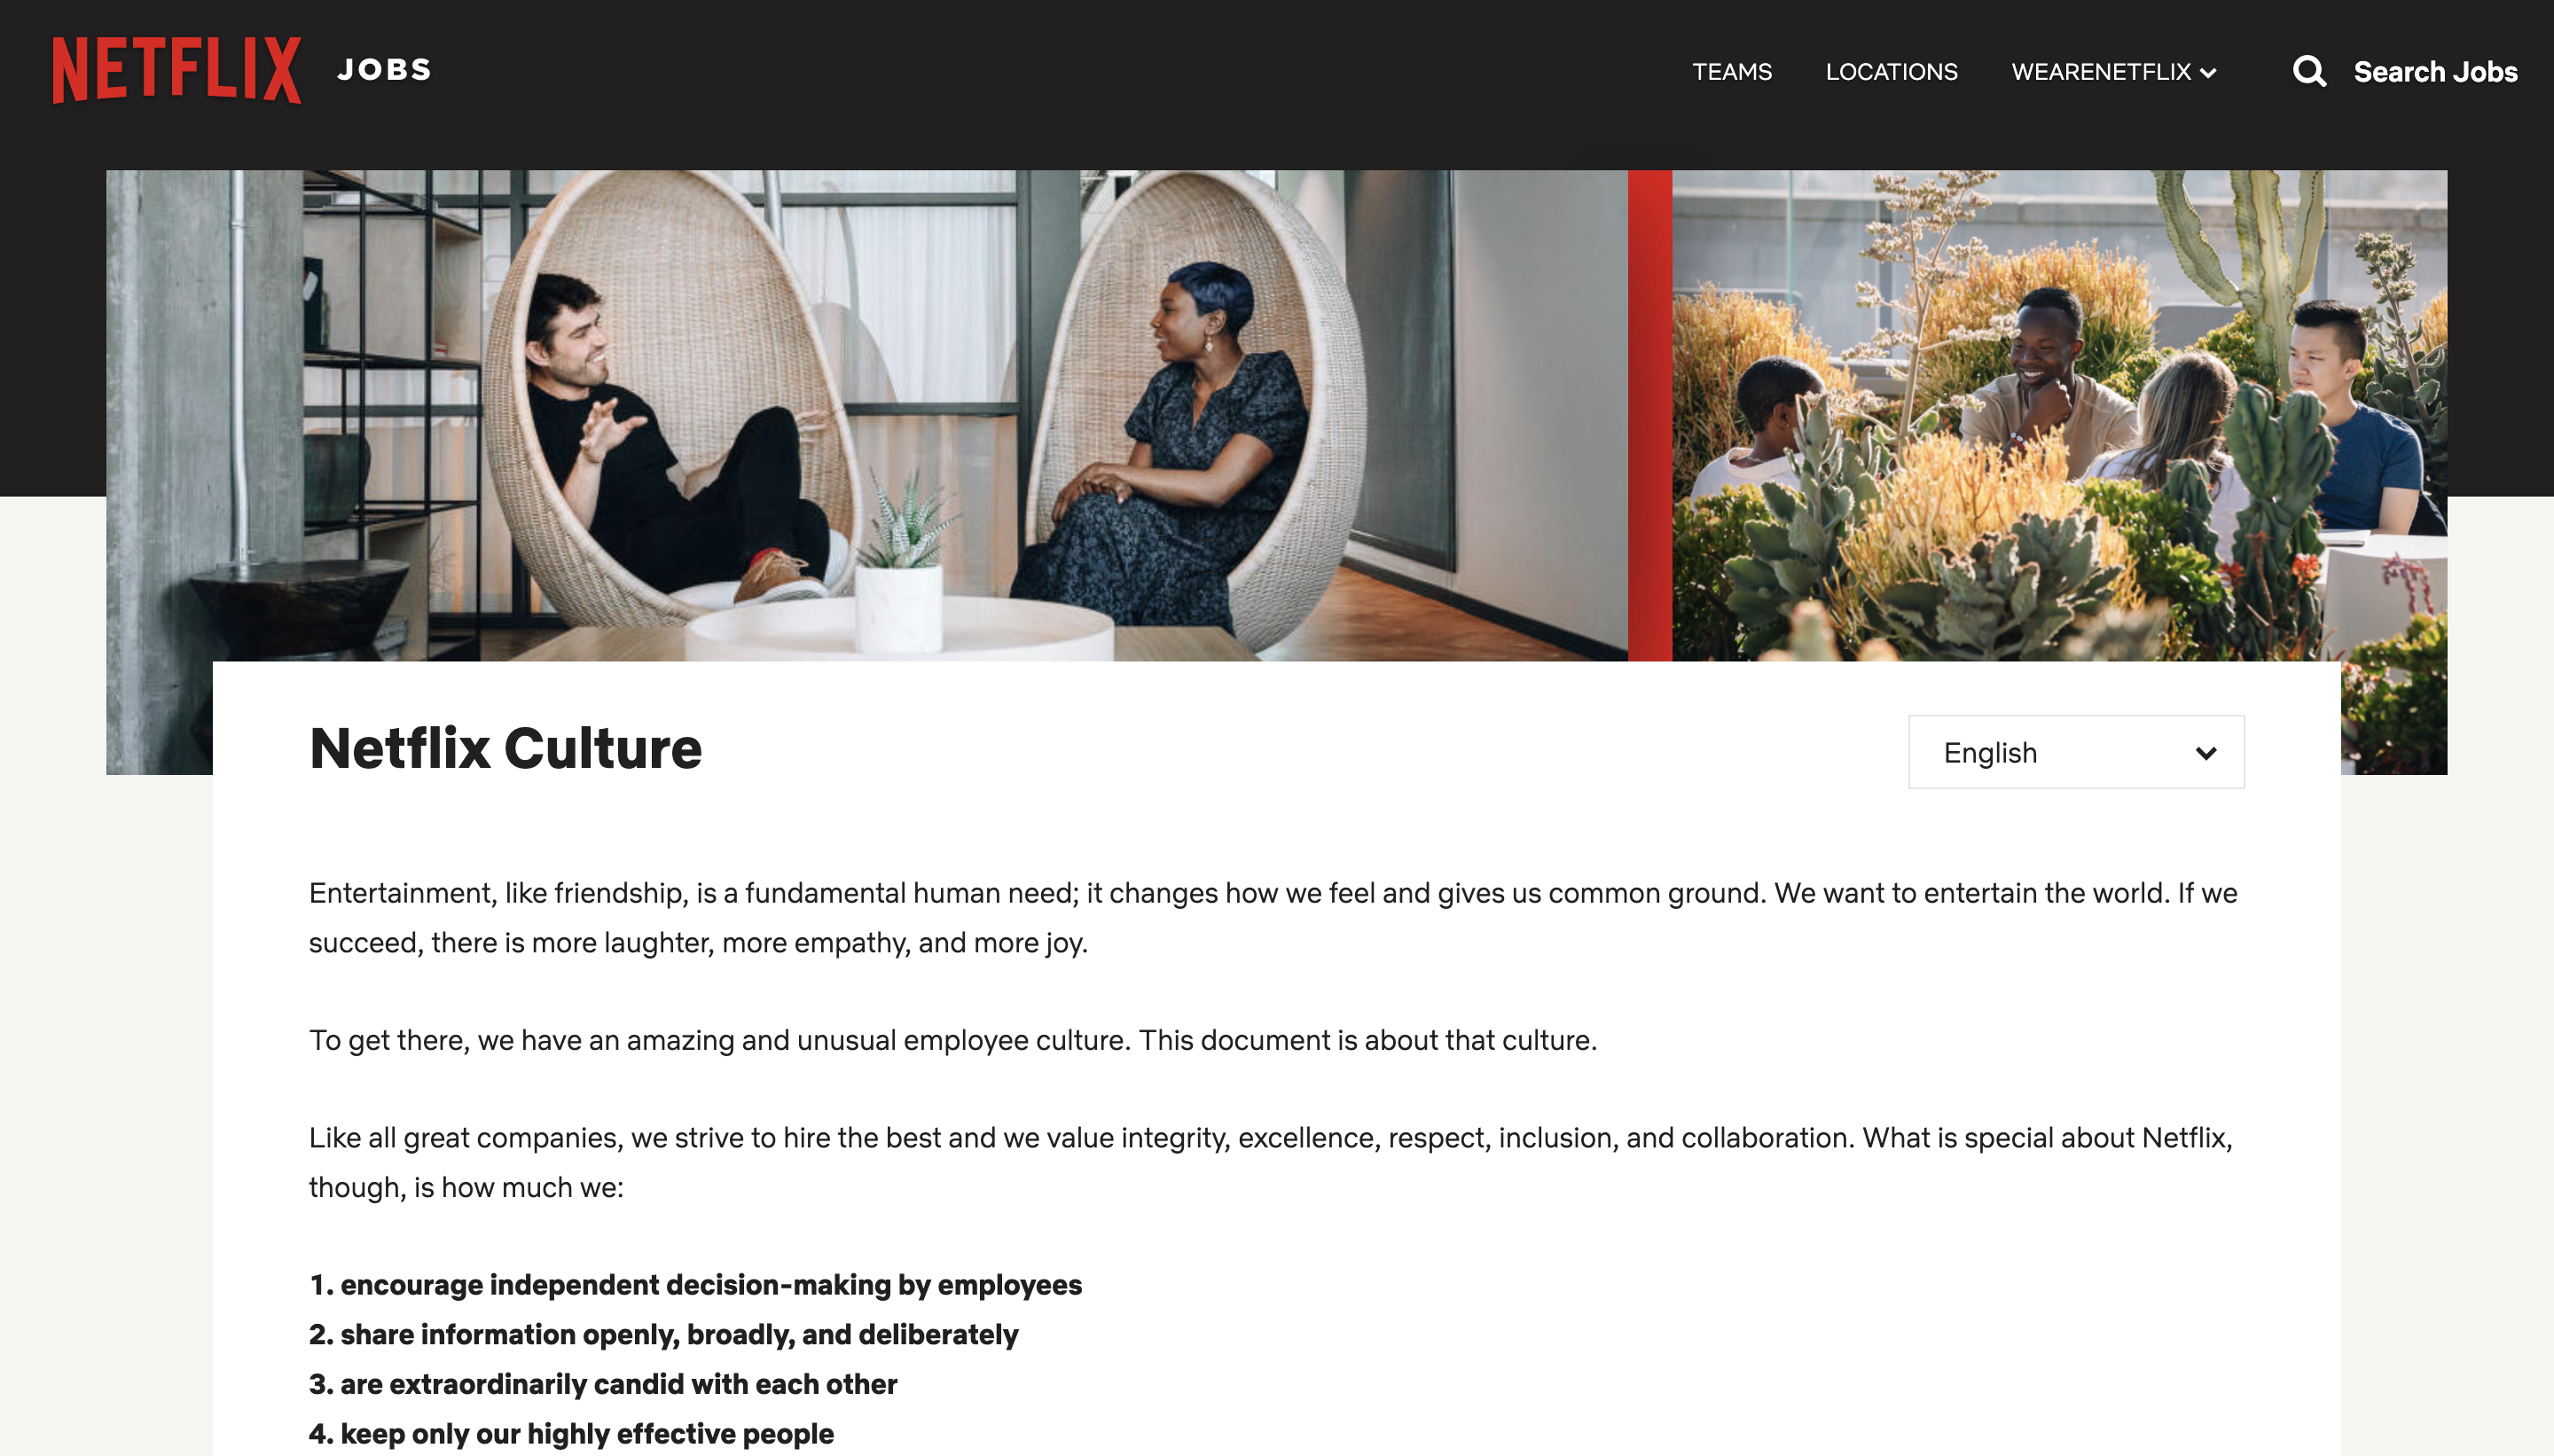 NETFLIX JOBS TEAMS LOCATIONS WEARENETFLIX Search Jobs
Netflix Culture
English
Entertainment, like friendship, is a fundamental human need; it changes how we feel and gives us common ground. We want to entertain the world. If we
succeed, there is more laughter, more empathy, and more joy.
To get there, we have an amazing and unusual employee culture. This document is about that culture.
Like all great companies, we strive to hire the best and we value integrity, excellence, respect, inclusion, and collaboration. What is special about Netflix,
though, is how much we:
1. encourage independent decision-making by employees
2. share information openly, broadly, and deliberately
3. are extraordinarily candid with each other
4. keep only our highly effective people